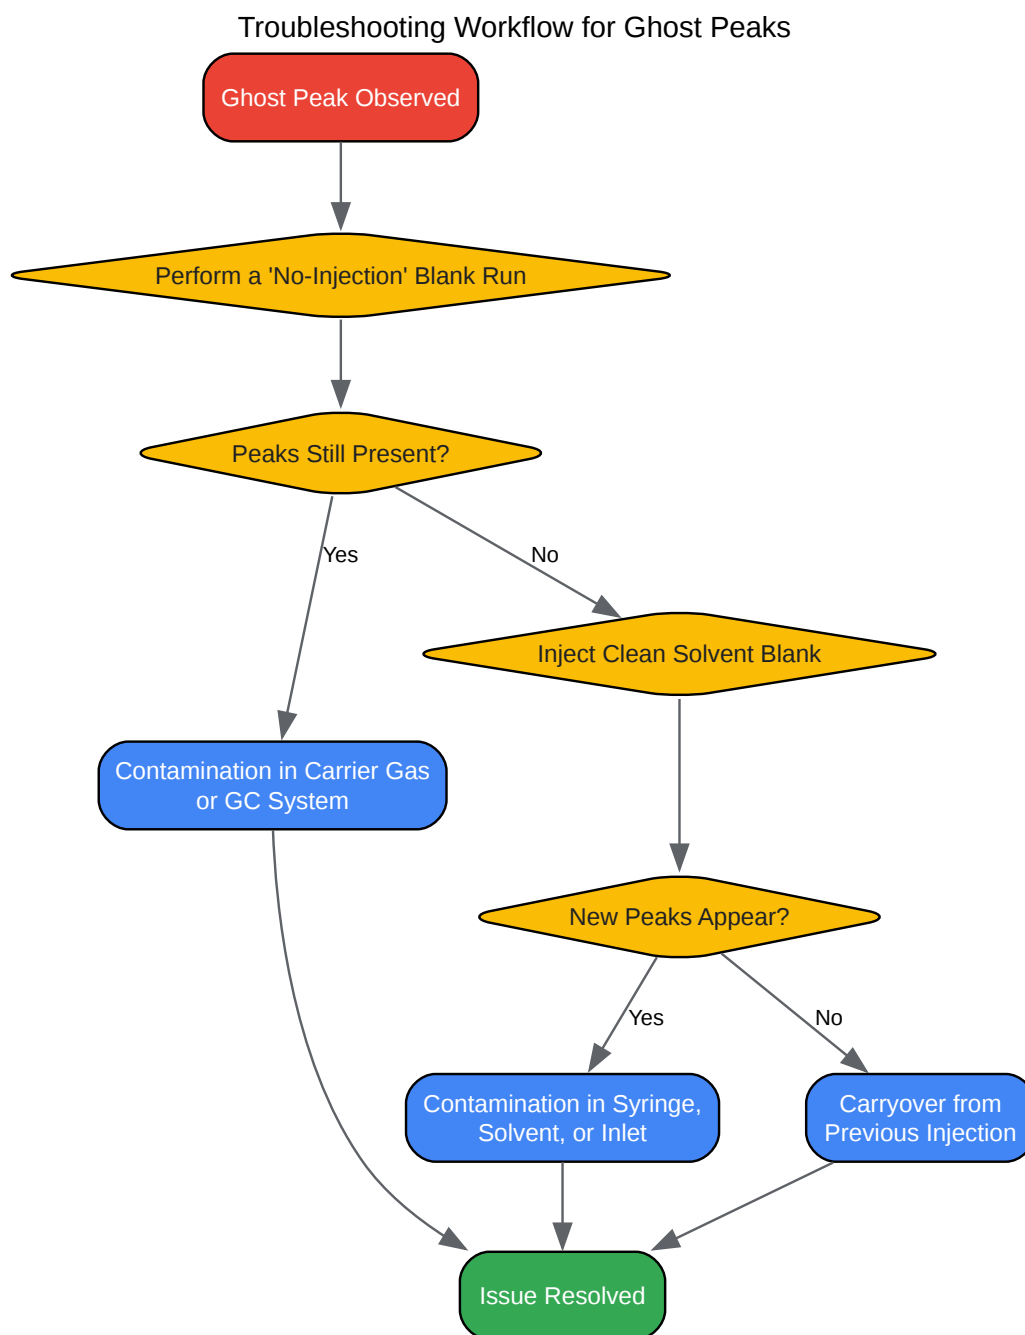 Troubleshooting Workflow for Ghost Peaks
Ghost Peak Observed
Perform a 'No-Injection' Blank Run
Peaks Still Present?
Yes
No
Inject Clean Solvent Blank
Contamination in Carrier Gas
or GC System
New Peaks Appear?
Yes
No
Contamination in Syringe,
Solvent, or Inlet
Carryover from
Previous Injection
Issue Resolved